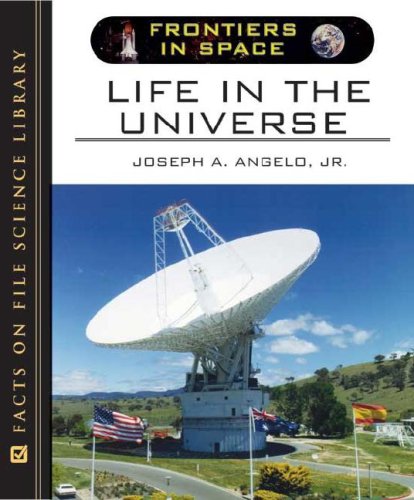 FRONTIERS
IN SPACE
LIFE IN THE
UNIVERSE
JOSEPH A. ANGELO, JR.
FACTS ON FILE SCIENCE LIBRARY